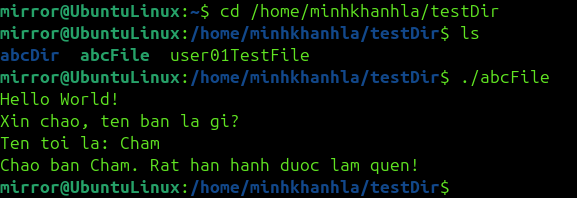 mirror@UbuntuLinux:~$ cd /home/minhkhanhla/testDir
mirror@UbuntuLinux:/home/minhkhanhla/testDir$ ls
abcDir  abcFile  user01TestFile
mirror@UbuntuLinux:/home/minhkhanhla/testDir$ ./abcFile
Hello World!
Xin chao, ten ban la gi?
Ten toi la: Cham
Chao ban Cham. Rat han hanh duoc lam quen!
mirror@UbuntuLinux:/home/minhkhanhla/testDir$